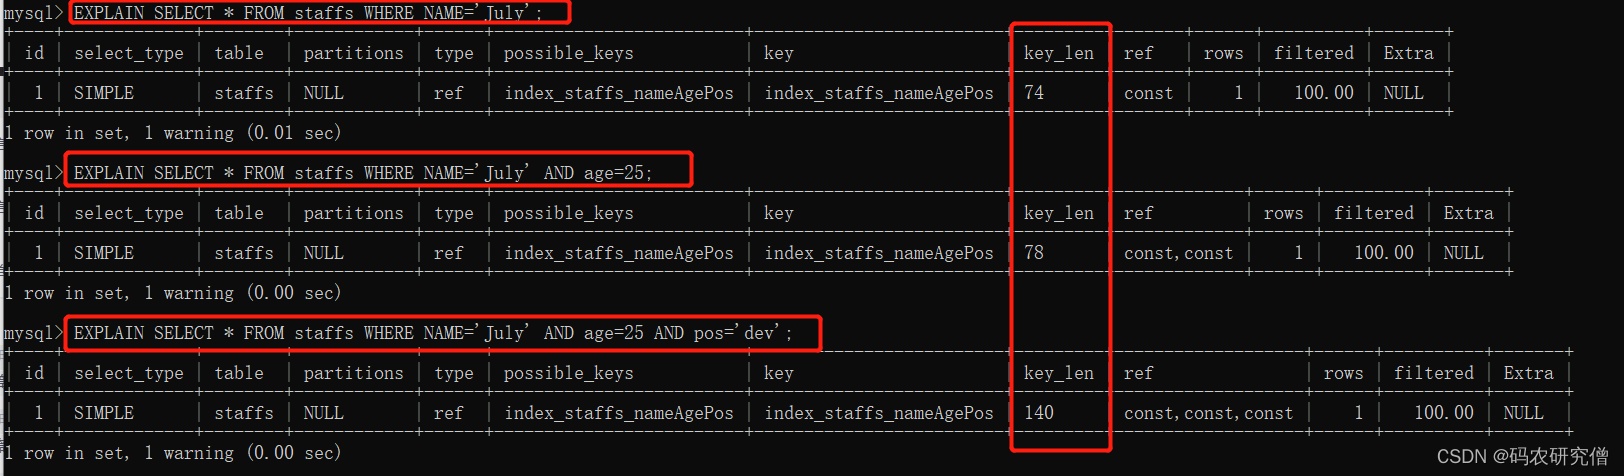 mysql> EXPLAIN SELECT * FROM staffs WHERE NAME='July';
+----+-------------+--------+------------+------+-------------------------+-------------------------+---------+-------+------+----------+-------+
| id | select_type | table | partitions | type | possible_keys | key | key_len | ref | rows | filtered | Extra |
| 1 | SIMPLE | staffs | NULL | ref | index_staffs_nameAgePos | index_staffs_nameAgePos | 74 | const | 1 | 100.00 | NULL |
1 row in set, 1 warning (0.01 sec)
mysql> EXPLAIN SELECT * FROM staffs WHERE NAME='July' AND age=25;
| id | select_type | table | partitions | type | possible_keys | key | key_len | ref | rows | filtered | Extra |
| 1 | SIMPLE | staffs | NULL | ref | index_staffs_nameAgePos | index_staffs_nameAgePos | 78 | const,const | 1 | 100.00 | NULL |
1 row in set, 1 warning (0.00 sec)
mysql> EXPLAIN SELECT * FROM staffs WHERE NAME='July' AND age=25 AND pos='dev';
| id | select_type | table | partitions | type | possible_keys | key | key_len | ref | rows | filtered | Extra |
| 1 | SIMPLE | staffs | NULL | ref | index_staffs_nameAgePos | index_staffs_nameAgePos | 140 | const,const,const | 1 | 100.00 | NULL |
1 row in set, 1 warning (0.00 sec)
CSDN @码农研究僧